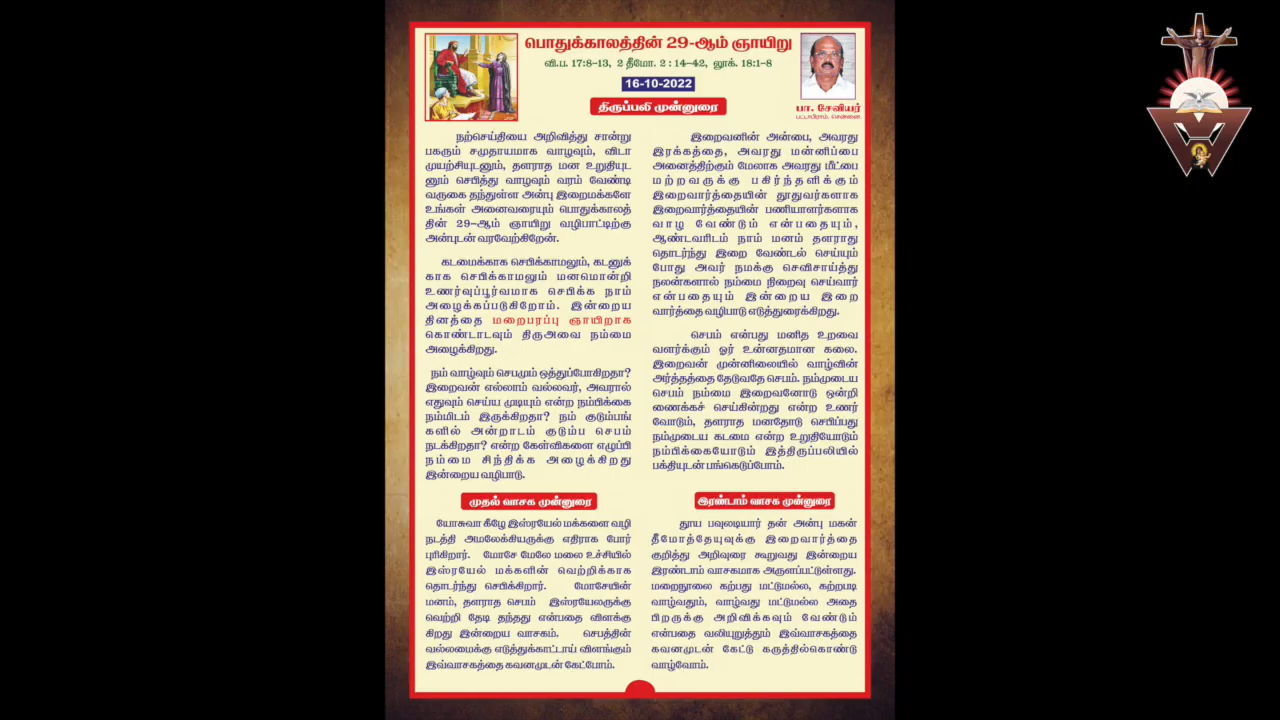 பொதுக்காலத்தின் 29-ஆம் ஞாயிறு
வி.ப. 17:8-13, 2 தீமோ. 2 : 14-42, லூக். 18:1-8
16-10-2022
திருப்பலி முன்னுரை
பா. சேவியர்
பட்டாபிராம், சென்னை.
நற்செய்தியை அறிவித்து சான்று
பகரும் சமுதாயமாக வாழவும், விடா
முயற்சியுடனும், தளராத மன உறுதியுட
னும் செபித்து வாழவும் வரம் வேண்டி
வருகை தந்துள்ள அன்பு இறைமக்களே
உங்கள் அனைவரையும் பொதுக்காலத்
தின் 29-ஆம் ஞாயிறு வழிபாட்டிற்கு
அன்புடன் வரவேற்கிறேன்.
கடமைக்காக செபிக்காமலும், கடனுக்
காக செபிக்காமலும் மனமொன்றி
உணர்வுப்பூர்வமாக செபிக்க நாம்
அழைக்கப்படுகிறோம். இன்றைய
தினத்தை மறைபரப்பு ஞாயிறாக
கொண்டாடவும் திருஅவை நம்மை
அழைக்கிறது.
நம் வாழ்வும் செபமும் ஒத்துப்போகிறதா?
இறைவன் எல்லாம் வல்லவர், அவரால்
எதுவும் செய்ய முடியும் என்ற நம்பிக்கை
நம்மிடம் இருக்கிறதா? நம் குடும்பங்
களில் அன்றாடம் குடும்ப செபம்
நடக்கிறதா? என்ற கேள்விகளை எழுப்பி
நம்மை சிந்திக்க அழைக்கிறது
இன்றைய வழிபாடு.
முதல் வாசக முன்னுரை
யோசுவா கீழே இஸ்ரயேல் மக்களை வழி
நடத்தி அமலேக்கியருக்கு எதிராக போர்
புரிகிறார். மோசே மேலே மலை உச்சியில்
இஸ்ரயேல் மக்களின் வெற்றிக்காக
தொடர்ந்து செபிக்கிறார். மோசேயின்
மனம், தளராத செபம் இஸ்ரயேலருக்கு
வெற்றி தேடி தந்தது என்பதை விளக்கு
கிறது இன்றைய வாசகம். செபத்தின்
வல்லமைக்கு எடுத்துக்காட்டாய் விளங்கும்
இவ்வாசகத்தை கவனமுடன் கேட்போம்.
இறைவனின் அன்பை, அவரது
இரக்கத்தை, அவரது மன்னிப்பை
அனைத்திற்கும் மேலாக அவரது மீட்பை
மற்றவருக்கு பகிர்ந்தளிக்கும்
இறைவார்த்தையின் தூதுவர்களாக
இறைவார்த்தையின் பணியாளர்களாக
வாழ வேண்டும் என்பதையும்,
ஆண்டவரிடம் நாம் மனம் தளராது
தொடர்ந்து இறை வேண்டல் செய்யும்
போது அவர் நமக்கு செவிசாய்த்து
நலன்களால் நம்மை நிறைவு செய்வார்
என்பதையும் இன்றைய இறை
வார்த்தை வழிபாடு எடுத்துரைக்கிறது.
செபம் என்பது மனித உறவை
வளர்க்கும் ஓர் உன்னதமான கலை.
இறைவன் முன்னிலையில் வாழ்வின்
அர்த்தத்தை தேடுவதே செபம். நம்முடைய
செபம் நம்மை இறைவனோடு ஒன்றி
ணைக்கச் செய்கின்றது என்ற உணர்
வோடும், தளராத மனதோடு செபிப்பது
நம்முடைய கடமை என்ற உறுதியோடும்
நம்பிக்கையோடும் இத்திருப்பலியில்
பக்தியுடன் பங்கெடுப்போம்.
இரண்டாம் வாசக முன்னுரை
தூய பவுலடியார் தன் அன்பு மகன்
தீமோத்தேயுவுக்கு இறைவார்த்தை
குறித்து அறிவுரை கூறுவது இன்றைய
இரண்டாம் வாசகமாக அருளப்பட்டுள்ளது.
மறைநூலை கற்பது மட்டுமல்ல, கற்றபடி
வாழ்வதும், வாழ்வது மட்டுமல்ல அதை
பிறருக்கு அறிவிக்கவும் வேண்டும்
என்பதை வலியுறுத்தும் இவ்வாசகத்தை
கவனமுடன் கேட்டு கருத்தில்கொண்டு
வாழ்வோம்.